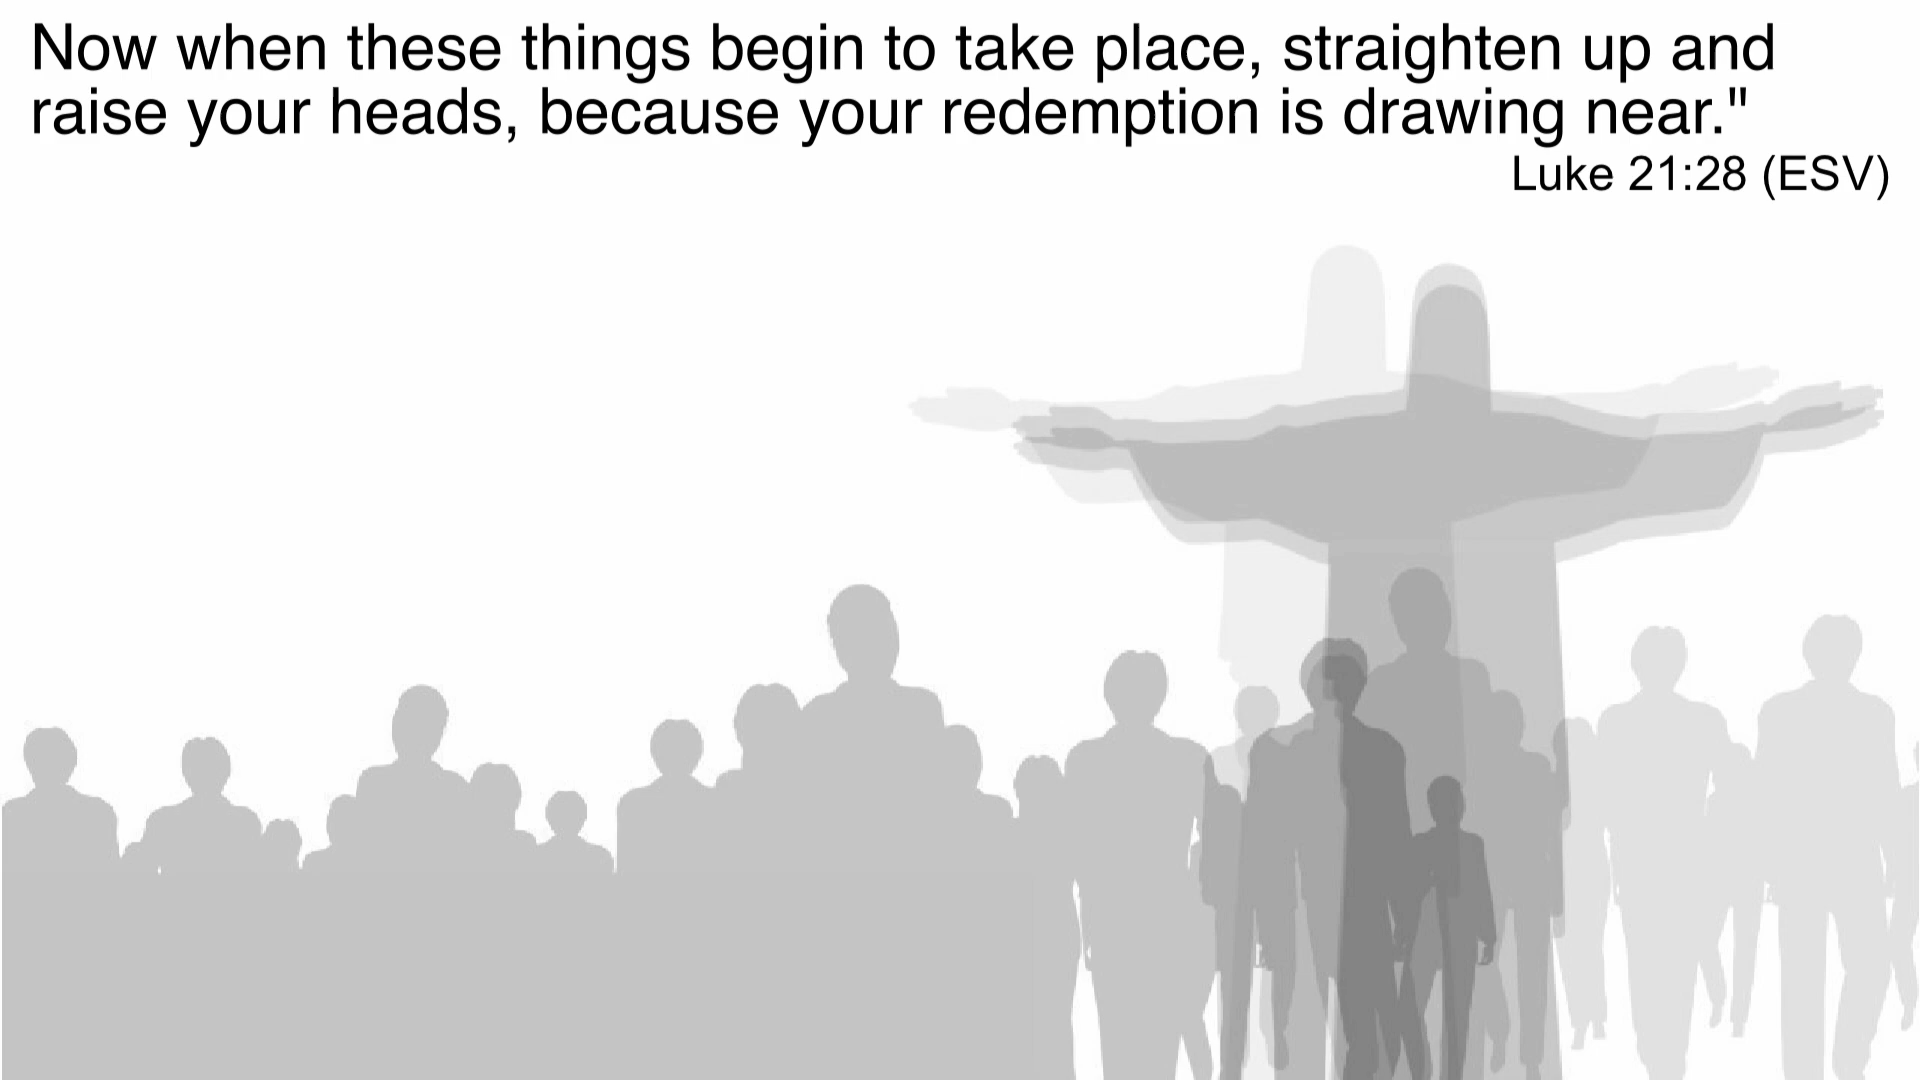 Now when these things begin to take place, straighten up and
raise your heads, because your redemption is drawing near."
Luke 21:28 (ESV)